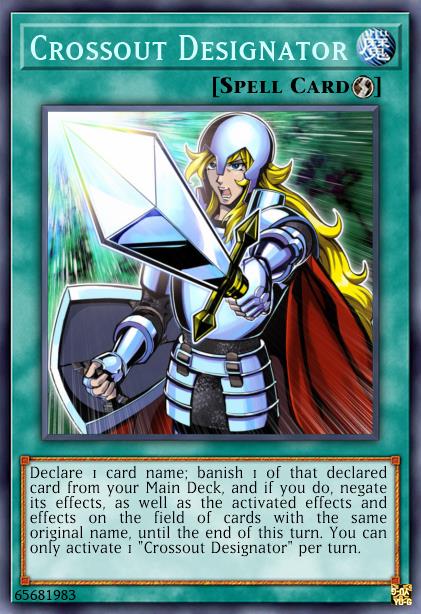 Crossout Designator
魔
[Spell Card]
Declare 1 card name; banish 1 of that declared
card from your Main Deck, and if you do, negate
its effects, as well as the activated effects and
effects on the field of cards with the same
original name, until the end of this turn. You can
only activate 1 "Crossout Designator" per turn.
65681983